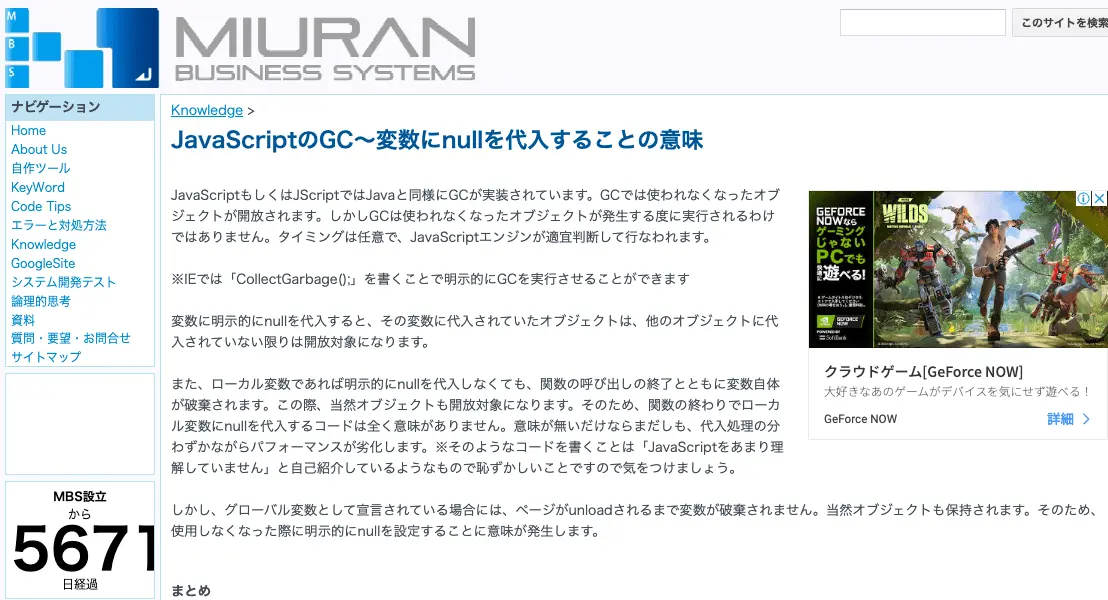 M
B
S
J
MIURAN
BUSINESS SYSTEMS
このサイトを検索
ナビゲーション
Home
About Us
自作ツール
KeyWord
Code Tips
エラーと対処方法
Knowledge
GoogleSite
システム開発テスト
論理的思考
資料
質問・要望・お問合せ
サイトマップ
MBS設立
から
5671
日経過
Knowledge >
JavaScriptのGC～変数にnullを代入することの意味
JavaScriptもしくはJScriptではJavaと同様にGCが実装されています。GCでは使われなくなったオブ
ジェクトが開放されます。しかしGCは使われなくなったオブジェクトが発生する度に実行されるわけ
ではありません。タイミングは任意で、JavaScriptエンジンが適宜判断して行なわれます。
※IEでは「CollectGarbage();」を書くことで明示的にGCを実行させることができます
変数に明示的にnullを代入すると、その変数に代入されていたオブジェクトは、他のオブジェクトに代
入されていない限りは開放対象になります。
また、ローカル変数であれば明示的にnullを代入しなくても、関数の呼び出しの終了とともに変数自体
が破棄されます。この際、当然オブジェクトも開放対象になります。そのため、関数の終わりでローカ
ル変数にnullを代入するコードは全く意味がありません。意味が無いだけならまだしも、代入処理の分
わずかながらパフォーマンスが劣化します。※そのようなコードを書くことは「JavaScriptをあまり理
解していません」と自己紹介しているようなもので恥ずかしいことですので気をつけましょう。
しかし、グローバル変数として宣言されている場合には、ページがunloadされるまで変数が破棄されません。当然オブジェクトも保持されます。そのため、
使用しなくなった際に明示的にnullを設定することに意味が発生します。
まとめ
GEFORCE
NOWなら
ゲーミング
じゃない
PCでも
快適に遊べる!
WILDS
GEFORCE
NOW
POWERED BY
SoftBank
クラウドゲーム[GeForce NOW]
大好きなあのゲームがデバイスを気にせず遊べる！
GeForce NOW
詳細